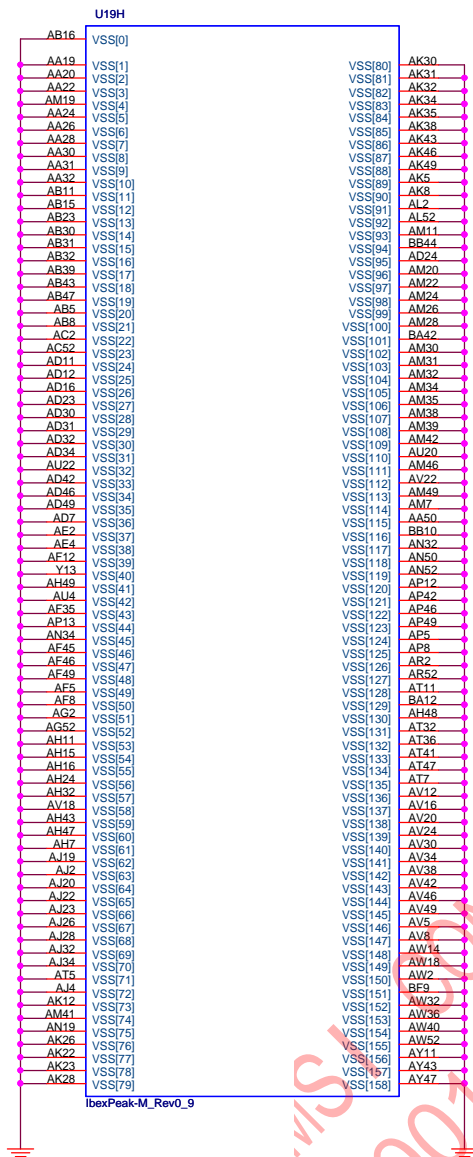 U19H
AB16 VSS[0]
AA19 VSS[1] VSS[80] AK30
AA20 VSS[2] VSS[81] AK31
AA22 VSS[3] VSS[82] AK32
AM19 VSS[4] VSS[83] AK34
AA24 VSS[5] VSS[84] AK35
AA26 VSS[6] VSS[85] AK38
AA28 VSS[7] VSS[86] AK43
AA30 VSS[8] VSS[87] AK46
AA31 VSS[9] VSS[88] AK49
AA32 VSS[10] VSS[89] AK5
AB11 VSS[11] VSS[90] AK8
AB15 VSS[12] VSS[91] AL2
AB23 VSS[13] VSS[92] AL52
AB30 VSS[14] VSS[93] AM11
AB31 VSS[15] VSS[94] BB44
AB32 VSS[16] VSS[95] AD24
AB39 VSS[17] VSS[96] AM20
AB43 VSS[18] VSS[97] AM22
AB47 VSS[19] VSS[98] AM24
AB5 VSS[20] VSS[99] AM26
AB8 VSS[21] VSS[100] AM28
AC2 VSS[22] VSS[101] BA42
AC52 VSS[23] VSS[102] AM30
AD11 VSS[24] VSS[103] AM31
AD12 VSS[25] VSS[104] AM32
AD16 VSS[26] VSS[105] AM34
AD23 VSS[27] VSS[106] AM35
AD30 VSS[28] VSS[107] AM38
AD31 VSS[29] VSS[108] AM39
AD32 VSS[30] VSS[109] AM42
AD34 VSS[31] VSS[110] AU20
AU22 VSS[32] VSS[111] AM46
AD42 VSS[33] VSS[112] AV22
AD46 VSS[34] VSS[113] AM49
AD49 VSS[35] VSS[114] AM7
AD7 VSS[36] VSS[115] AA50
AE2 VSS[37] VSS[116] BB10
AE4 VSS[38] VSS[117] AN32
AF12 VSS[39] VSS[118] AN50
Y13 VSS[40] VSS[119] AN52
AH49 VSS[41] VSS[120] AP12
AU4 VSS[42] VSS[121] AP42
AF35 VSS[43] VSS[122] AP46
AP13 VSS[44] VSS[123] AP49
AN34 VSS[45] VSS[124] AP5
AF45 VSS[46] VSS[125] AP8
AF46 VSS[47] VSS[126] AR2
AF49 VSS[48] VSS[127] AR52
AF5 VSS[49] VSS[128] AT11
AF8 VSS[50] VSS[129] BA12
AG2 VSS[51] VSS[130] AH48
AG52 VSS[52] VSS[131] AT32
AH11 VSS[53] VSS[132] AT36
AH15 VSS[54] VSS[133] AT41
AH16 VSS[55] VSS[134] AT47
AH24 VSS[56] VSS[135] AT7
AH32 VSS[57] VSS[136] AV12
AV18 VSS[58] VSS[137] AV16
AH43 VSS[59] VSS[138] AV20
AH47 VSS[60] VSS[139] AV24
AH7 VSS[61] VSS[140] AV30
AJ19 VSS[62] VSS[141] AV34
AJ2 VSS[63] VSS[142] AV38
AJ20 VSS[64] VSS[143] AV42
AJ22 VSS[65] VSS[144] AV46
AJ23 VSS[66] VSS[145] AV49
AJ26 VSS[67] VSS[146] AV5
AJ28 VSS[68] VSS[147] AV8
AJ32 VSS[69] VSS[148] AW14
AJ34 VSS[70] VSS[149] AW18
AT5 VSS[71] VSS[150] AW2
AJ4 VSS[72] VSS[151] BF9
AK12 VSS[73] VSS[152] AW32
AM41 VSS[74] VSS[153] AW36
AN19 VSS[75] VSS[154] AW40
AK26 VSS[76] VSS[155] AW52
AK22 VSS[77] VSS[156] AY11
AK23 VSS[78] VSS[157] AY43
AK28 VSS[79] VSS[158] AY47
IbexPeak-M_Rev0_9
MSI